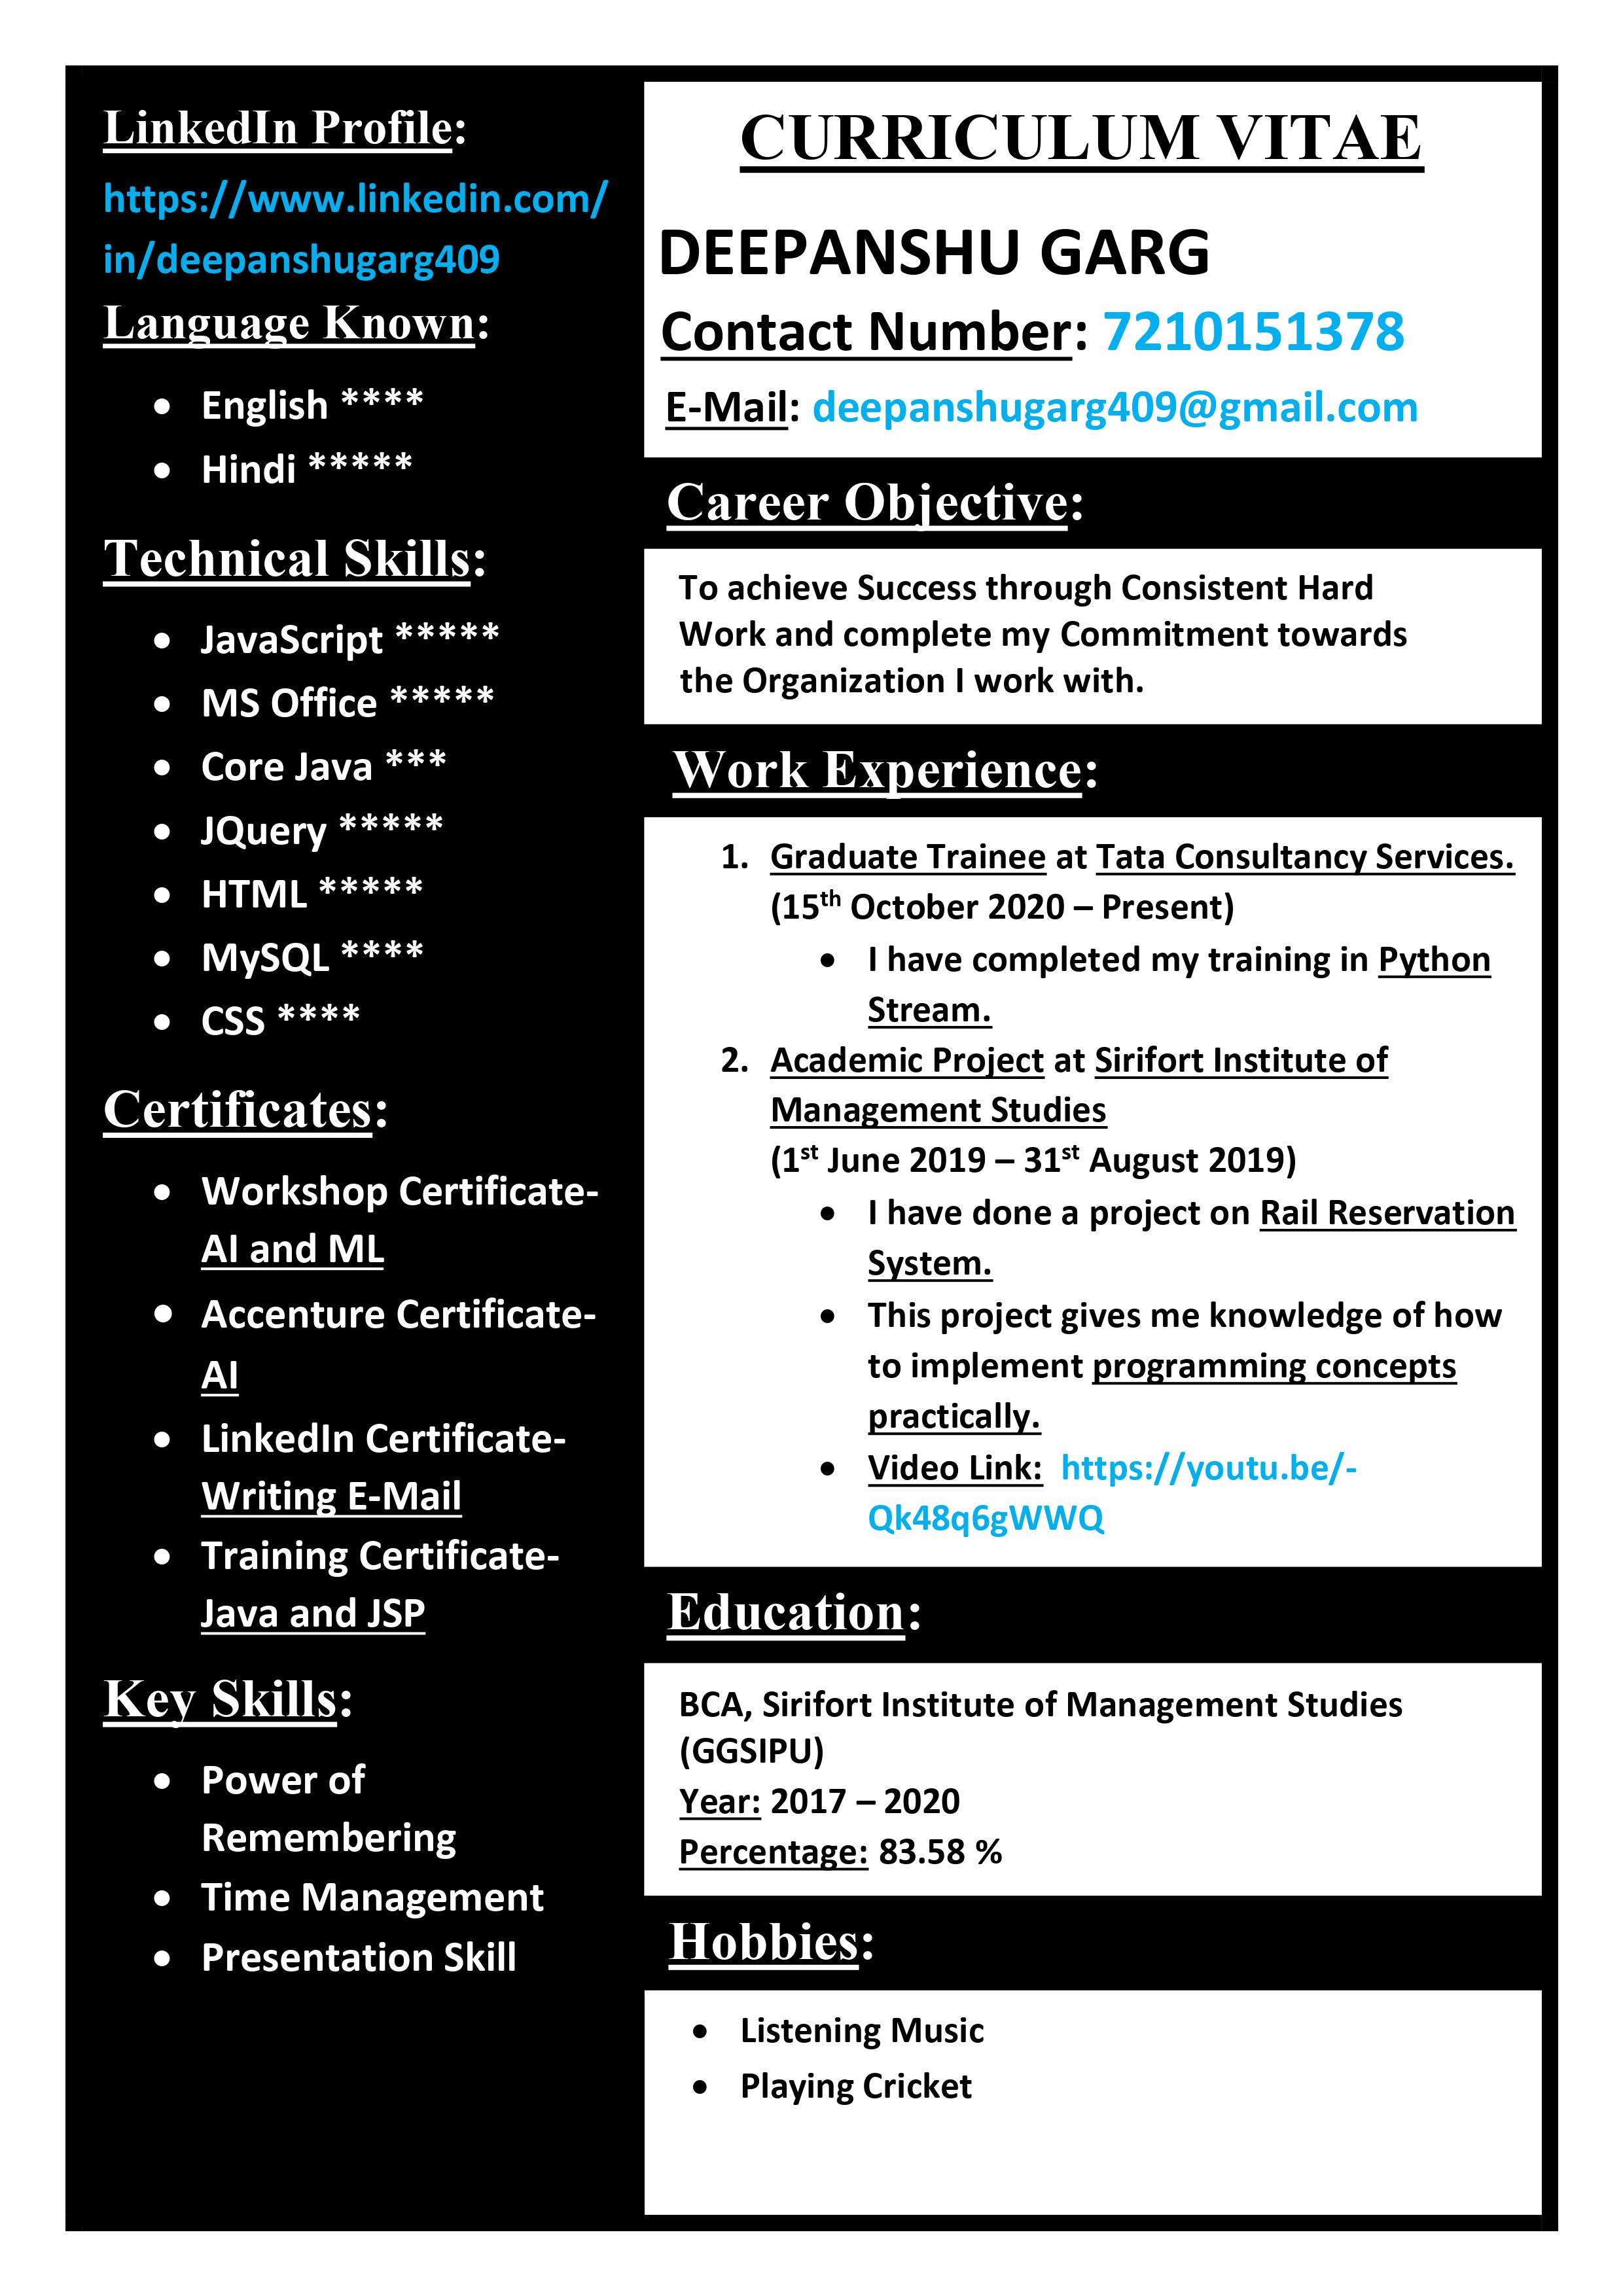 LinkedIn Profile:
https://www.linkedin.com/
in/deepanshugarg409
Language Known:
• English ****
• Hindi *****
Technical Skills:
• JavaScript *****
• MS Office *****
• Core Java ***
• JQuery *****
• HTML *****
• MySQL ****
• CSS ****
Certificates:
• Workshop Certificate-
AI and ML
• Accenture Certificate-
AI
• LinkedIn Certificate-
Writing E-Mail
• Training Certificate-
Java and JSP
Key Skills:
• Power of
Remembering
• Time Management
• Presentation Skill
CURRICULUM VITAE
DEEPANSHU GARG
Contact Number: 7210151378
E-Mail: deepanshugarg409@gmail.com
Career Objective:
To achieve Success through Consistent Hard
Work and complete my Commitment towards
the Organization I work with.
Work Experience:
1. Graduate Trainee at Tata Consultancy Services.
(15th October 2020 – Present)
• I have completed my training in Python
Stream.
2. Academic Project at Sirifort Institute of
Management Studies
(1st June 2019 – 31st August 2019)
• I have done a project on Rail Reservation
System.
• This project gives me knowledge of how
to implement programming concepts
practically.
• Video Link: https://youtu.be/-
Qk48q6gWWQ
Education:
BCA, Sirifort Institute of Management Studies
(GGSIPU)
Year: 2017 – 2020
Percentage: 83.58 %
Hobbies:
• Listening Music
• Playing Cricket